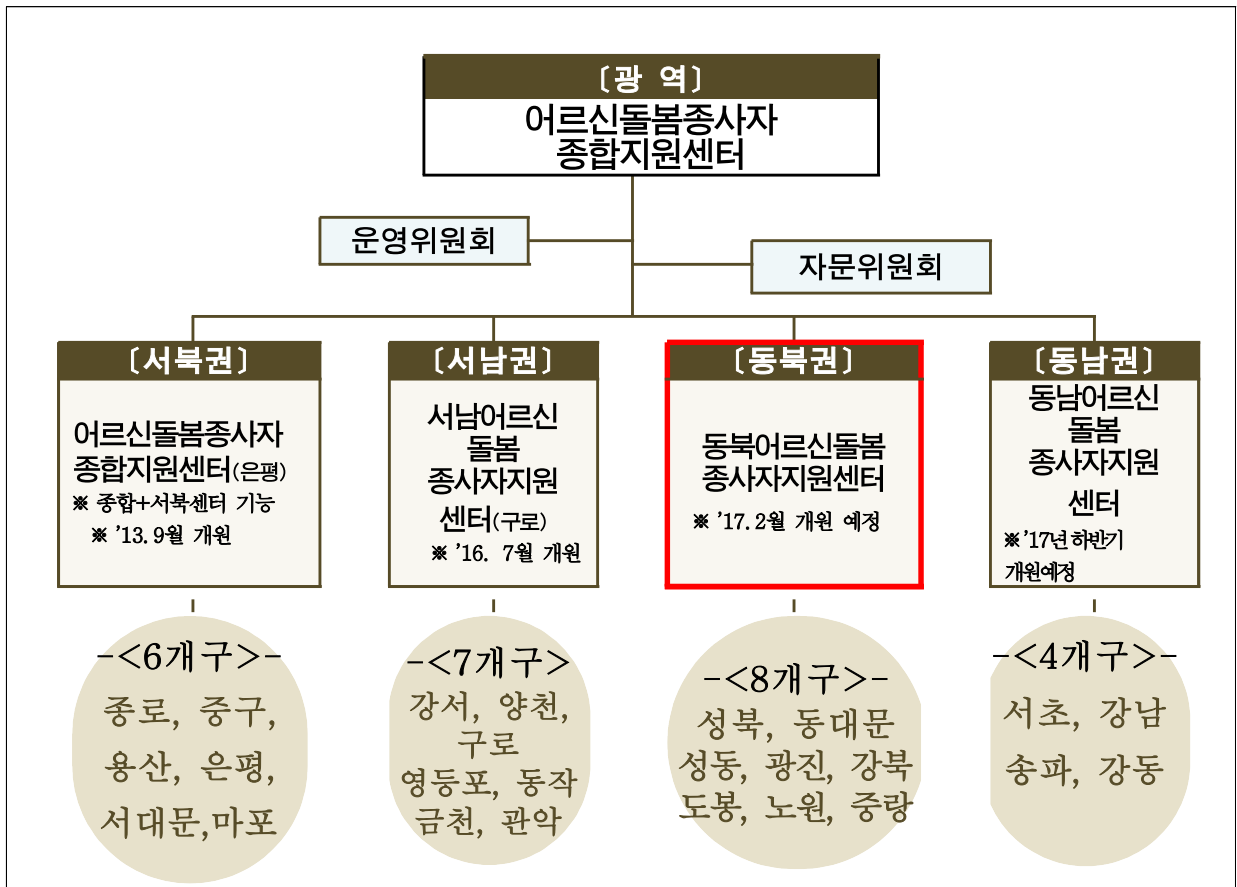 〔광 역〕
어르신돌봄종사자
종합지원센터
운영위원회
자문위원회
〔서북권〕
어르신돌봄종사자
종합지원센터(은평)
※ 종합+서북센터 기능
※ '13. 9월 개원
〔서남권〕
서남어르신
돌봄
종사자지원
센터(구로)
※ '16. 7월 개원
〔동북권〕
동북어르신돌봄
종사자지원센터
※ '17. 2월 개원 예정
〔동남권〕
동남어르신
돌봄
종사자지원
센터
※ '17년 하반기
개원예정
-<6개구>-
종로, 중구,
용산, 은평,
서대문,마포
-<7개구>
강서, 양천,
구로
영등포, 동작
금천, 관악
-<8개구>-
성북, 동대문
성동, 광진, 강북
도봉, 노원, 중랑
-<4개구>-
서초, 강남
송파, 강동